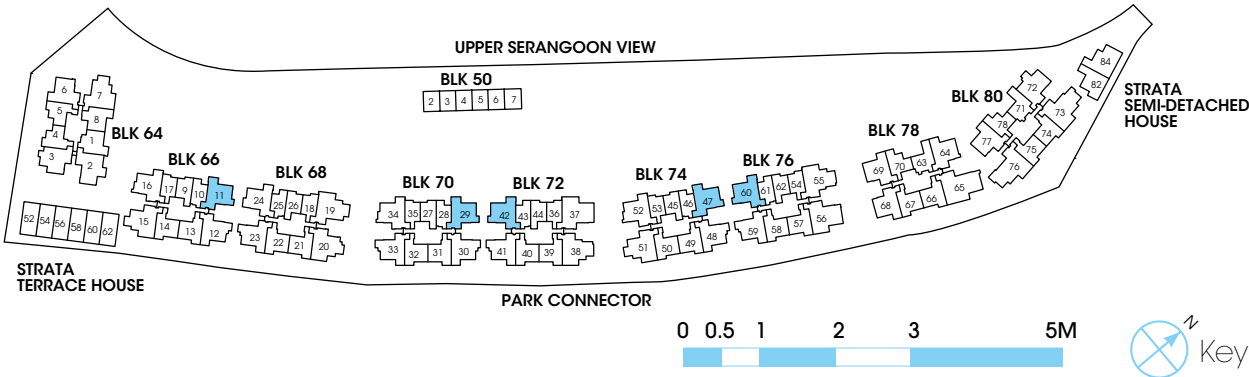 UPPER SERANGOON VIEW
BLK 50
2 3 4 5 6 7
BLK 64
6 7
5 8
4 1
3 2
BLK 66
16 17 9 10 11
15 14 13 12
BLK 68
24 25 26 18 19
23 22 21 20
BLK 70
34 35 27 28 29
33 32 31 30
BLK 72
42 43 44 36 37
41 40 39 38
BLK 74
52 53 45 46 47
51 50 49 48
BLK 76
60 61 62 54 55
59 58 57 56
BLK 78
69 70 63 64
68 67 66 65
BLK 80
72
71 73
78 74
77 75
76
84
82
STRATA
SEMI-DETACHED
HOUSE
52 54 56 58 60 62
STRATA
TERRACE HOUSE
PARK CONNECTOR
0 0.5 1 2 3 5M
N
Key